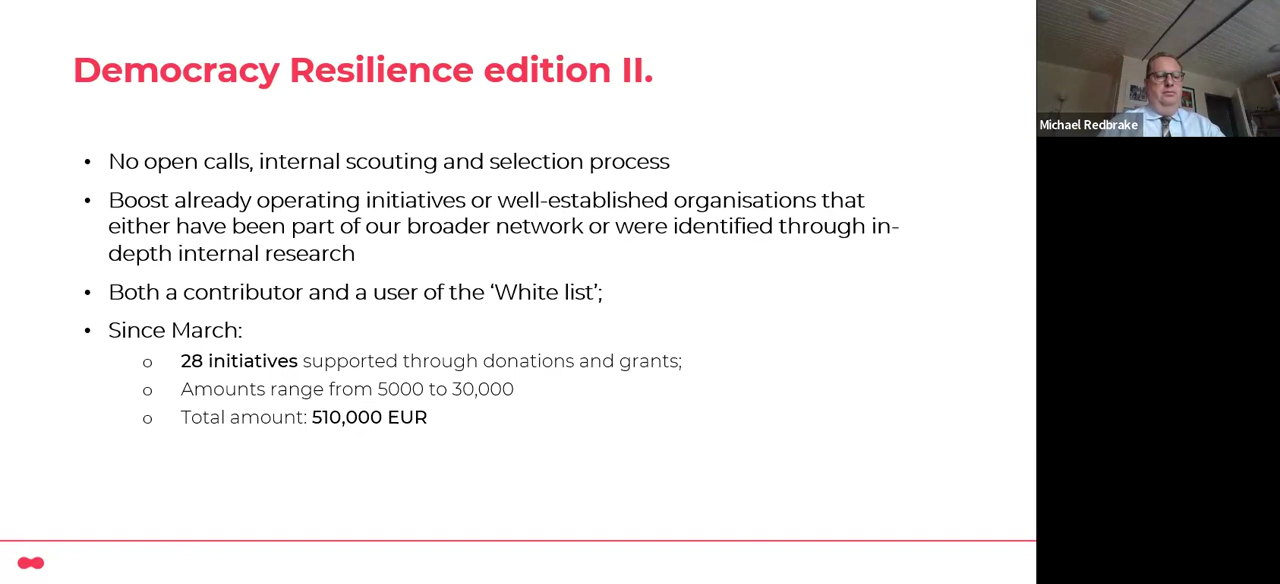 Democracy Resilience edition II.
• No open calls, internal scouting and selection process
• Boost already operating initiatives or well-established organisations that
either have been part of our broader network or were identified through in-
depth internal research
• Both a contributor and a user of the ‘White list’;
• Since March:
o 28 initiatives supported through donations and grants;
o Amounts range from 5000 to 30,000
o Total amount: 510,000 EUR
Michael Redbrake